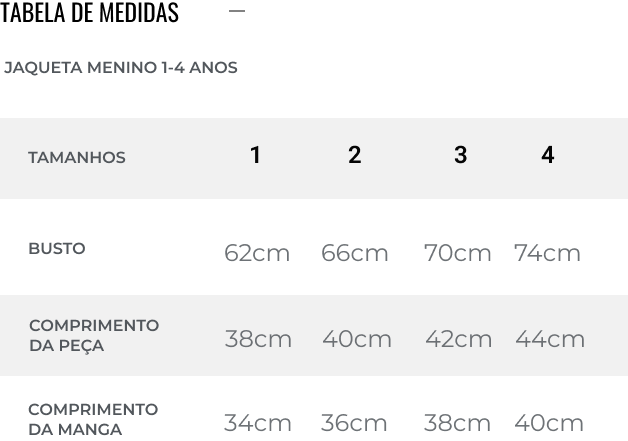 TABELA DE MEDIDAS —
JAQUETA MENINO 1-4 ANOS
TAMANHOS 1 2 3 4
BUSTO 62cm 66cm 70cm 74cm
COMPRIMENTO
DA PEÇA 38cm 40cm 42cm 44cm
COMPRIMENTO
DA MANGA 34cm 36cm 38cm 40cm